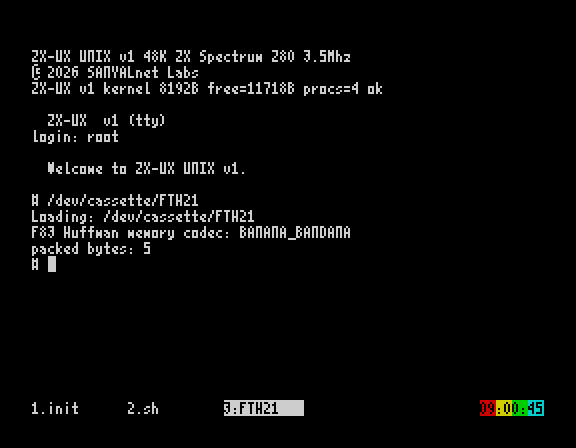 ZX-UX UNIX v1 48K ZX Spectrum Z80 3.5Mhz
© 2026 SANYALnet Labs
ZX-UX v1 kernel 8192B free=11718B procs=4 ok
ZX-UX  v1 (tty)
login: root
Welcome to ZX-UX UNIX v1.
# /dev/cassette/FTH21
Loading: /dev/cassette/FTH21
F83 Huffman memory codec: BANANA_BANDANA
packed bytes: 5
#
1.init 2.sh 3.FTH21 09:00:45